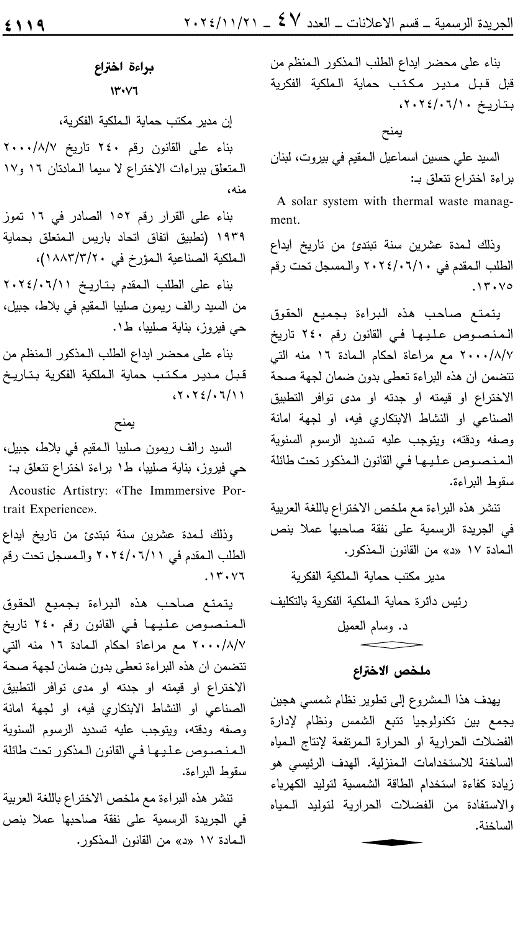 الجريدة الرسمية ــ قسم الاعلانات ــ العدد ٤٧ ــ ٢٠٢٤/١١/٢١
٤١١٩
بناء على محضر ايداع الطلب المذكور المنظم من
قبل مدير مكتب حماية الملكية الفكرية
بتاريخ ٢٠٢٤/٠٦/١٠،
يمنح
السيد علي حسين اسماعيل المقيم في بيروت، لبنان
براءة اختراع تتعلق بـ:
A solar system with thermal waste manag-
ment.
وذلك لمدة عشرين سنة تبتدئ من تاريخ ايداع
الطلب المقدم في ٢٠٢٤/٠٦/١٠ والمسجل تحت رقم
١٣٠٧٥.
يتمتع صاحب هذه البراءة بجميع الحقوق
المنصوص عليها في القانون رقم ٢٤٠ تاريخ
٢٠٠٠/٨/٧ مع مراعاة احكام المادة ١٦ منه التي
تتضمن ان هذه البراءة تعطى بدون ضمان لجهة صحة
الاختراع او قيمته او جدته او مدى توافر التطبيق
الصناعي او النشاط الابتكاري فيه، او لجهة امانة
وصفه ودقته، ويتوجب عليه تسديد الرسوم السنوية
المنصوص عليها في القانون المذكور تحت طائلة
سقوط البراءة.
تنشر هذه البراءة مع ملخص الاختراع باللغة العربية
في الجريدة الرسمية على نفقة صاحبها عملا بنص
المادة ١٧ «د» من القانون المذكور.
مدير مكتب حماية الملكية الفكرية
رئيس دائرة حماية الملكية الفكرية بالتكليف
د. وسام العميل
ملخص الاختراع
يهدف هذا المشروع إلى تطوير نظام شمسي هجين
يجمع بين تكنولوجيا تتبع الشمس ونظام لإدارة
الفضلات الحرارية او الحرارة المرتفعة لإنتاج المياه
الساخنة للاستخدامات المنزلية. الهدف الرئيسي هو
زيادة كفاءة استخدام الطاقة الشمسية لتوليد الكهرباء
والاستفادة من الفضلات الحرارية لتوليد المياه
الساخنة.
براءة اختراع
١٣٠٧٦
إن مدير مكتب حماية الملكية الفكرية،
بناء على القانون رقم ٢٤٠ تاريخ ٢٠٠٠/٨/٧
المتعلق ببراءات الاختراع لا سيما المادتان ١٦ و١٧
منه،
بناء على القرار رقم ١٥٢ الصادر في ١٦ تموز
١٩٣٩ (تطبيق اتفاق اتحاد باريس المتعلق بحماية
الملكية الصناعية المؤرخ في ١٨٨٣/٣/٢٠)،
بناء على الطلب المقدم بتاريخ ٢٠٢٤/٠٦/١١
من السيد رالف ريمون صليبا المقيم في بلاط، جبيل،
حي فيروز، بناية صليبا، ط١.
بناء على محضر ايداع الطلب المذكور المنظم من
قبل مدير مكتب حماية الملكية الفكرية بتاريخ
٢٠٢٤/٠٦/١١،
يمنح
السيد رالف ريمون صليبا المقيم في بلاط، جبيل،
حي فيروز، بناية صليبا، ط١ براءة اختراع تتعلق بـ:
Acoustic Artistry: «The Immmersive Por-
trait Experience».
وذلك لمدة عشرين سنة تبتدئ من تاريخ ايداع
الطلب المقدم في ٢٠٢٤/٠٦/١١ والمسجل تحت رقم
١٣٠٧٦.
يتمتع صاحب هذه البراءة بجميع الحقوق
المنصوص عليها في القانون رقم ٢٤٠ تاريخ
٢٠٠٠/٨/٧ مع مراعاة احكام المادة ١٦ منه التي
تتضمن ان هذه البراءة تعطى بدون ضمان لجهة صحة
الاختراع او قيمته او جدته او مدى توافر التطبيق
الصناعي او النشاط الابتكاري فيه، او لجهة امانة
وصفه ودقته، ويتوجب عليه تسديد الرسوم السنوية
المنصوص عليها في القانون المذكور تحت طائلة
سقوط البراءة.
تنشر هذه البراءة مع ملخص الاختراع باللغة العربية
في الجريدة الرسمية على نفقة صاحبها عملا بنص
المادة ١٧ «د» من القانون المذكور.